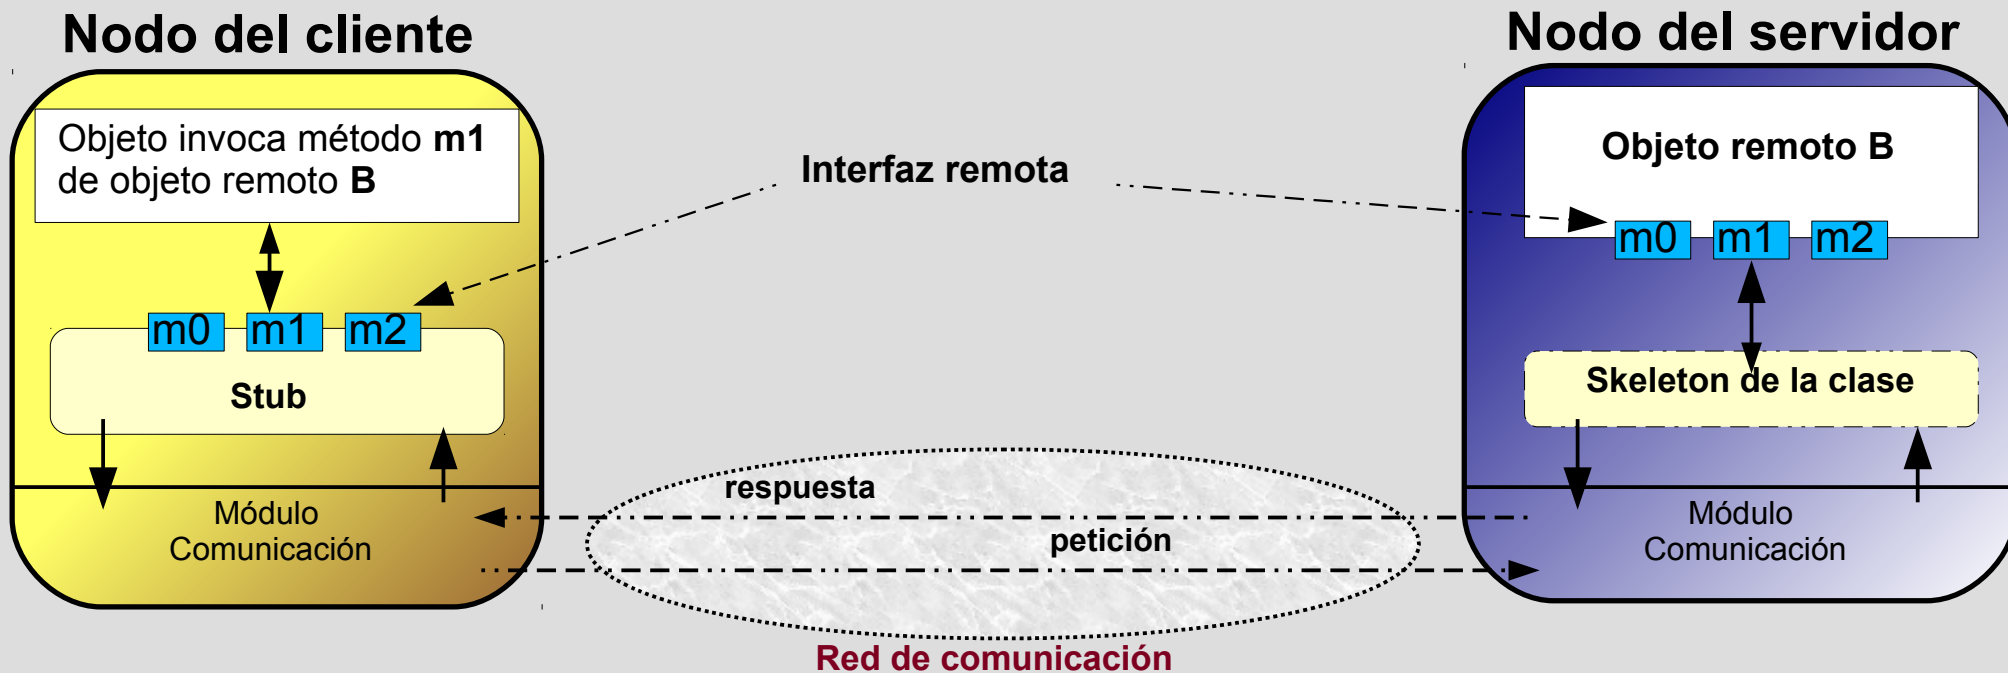 Nodo del cliente
Objeto invoca método m1
de objeto remoto B
m0 m1 m2
Stub
Módulo
Comunicación
Interfaz remota
respuesta
petición
Red de comunicación
Nodo del servidor
Objeto remoto B
m0 m1 m2
Skeleton de la clase
Módulo
Comunicación